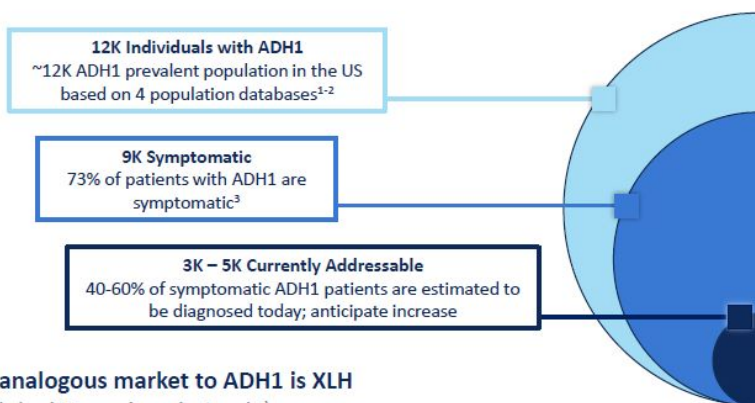 12K Individuals with ADH1
~12K ADH1 prevalent population in the US
based on 4 population databases¹⁻²
9K Symptomatic
73% of patients with ADH1 are
symptomatic³
3K – 5K Currently Addressable
40-60% of symptomatic ADH1 patients are estimated to
be diagnosed today; anticipate increase
analogous market to ADH1 is XLH